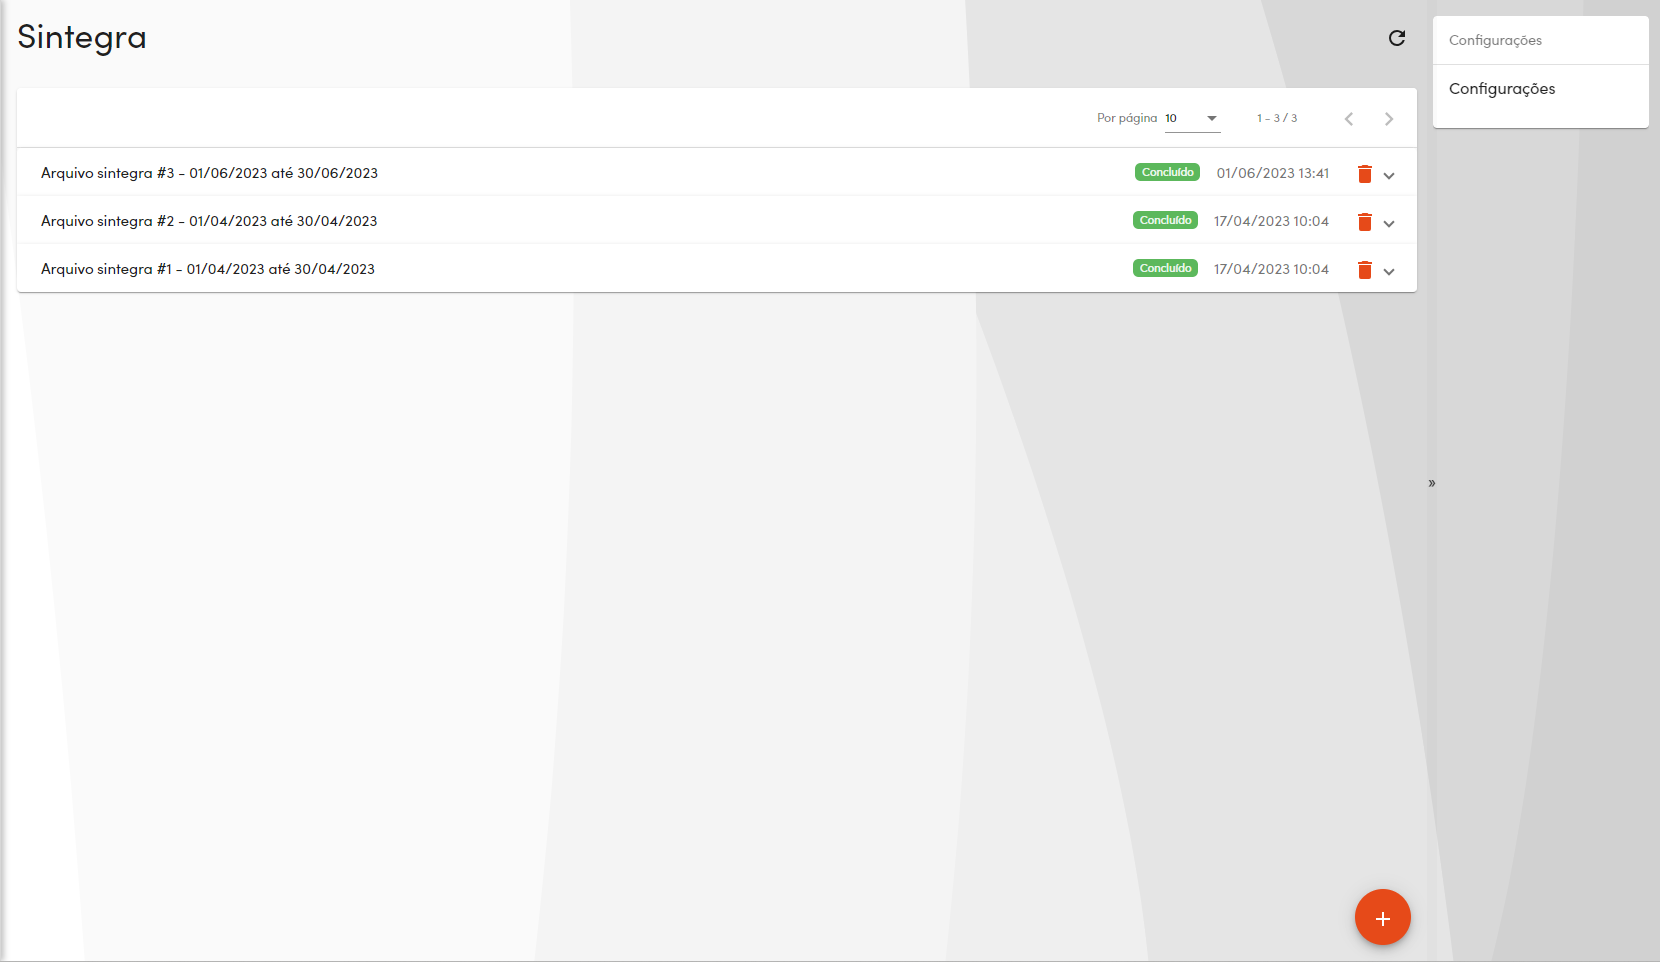 Sintegra
Configurações
Configurações
Por página 10 1 - 3 / 3
Arquivo sintegra #3 - 01/06/2023 até 30/06/2023 Concluído 01/06/2023 13:41
Arquivo sintegra #2 - 01/04/2023 até 30/04/2023 Concluído 17/04/2023 10:04
Arquivo sintegra #1 - 01/04/2023 até 30/04/2023 Concluído 17/04/2023 10:04
»
+